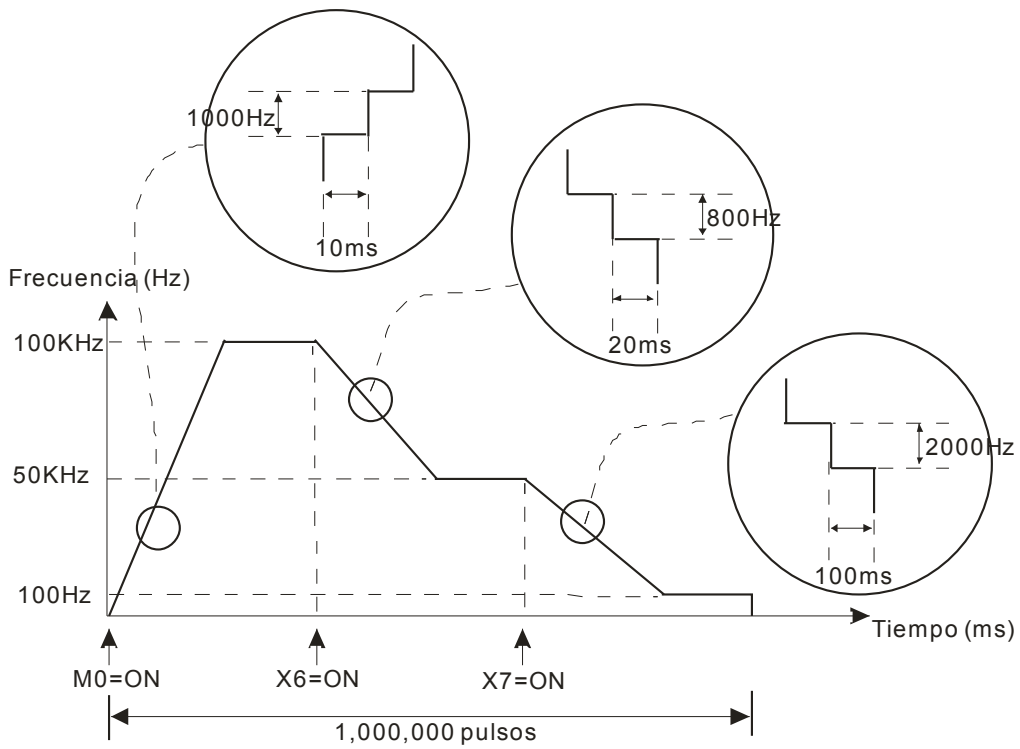 1000Hz
10ms
800Hz
20ms
2000Hz
100ms
Frecuencia (Hz)
100KHz
50KHz
100Hz
Tiempo (ms)
M0=ON
X6=ON
X7=ON
1,000,000 pulsos